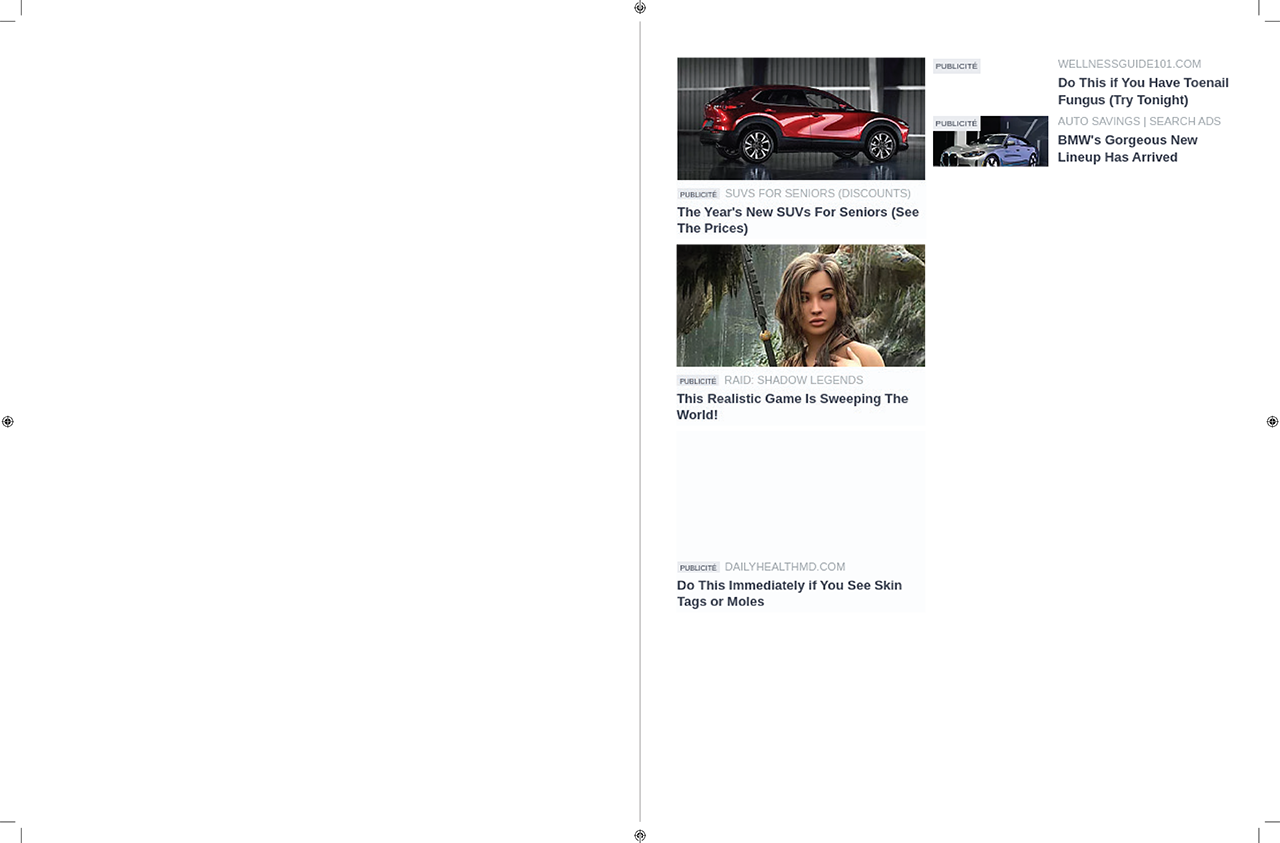 PUBLICITÉ SUVS FOR SENIORS (DISCOUNTS)
The Year's New SUVs For Seniors (See
The Prices)
PUBLICITÉ RAID: SHADOW LEGENDS
This Realistic Game Is Sweeping The
World!
PUBLICITÉ DAILYHEALTHMD.COM
Do This Immediately if You See Skin
Tags or Moles
PUBLICITÉ WELLNESSGUIDE101.COM
Do This if You Have Toenail
Fungus (Try Tonight)
PUBLICITÉ AUTO SAVINGS | SEARCH ADS
BMW's Gorgeous New
Lineup Has Arrived